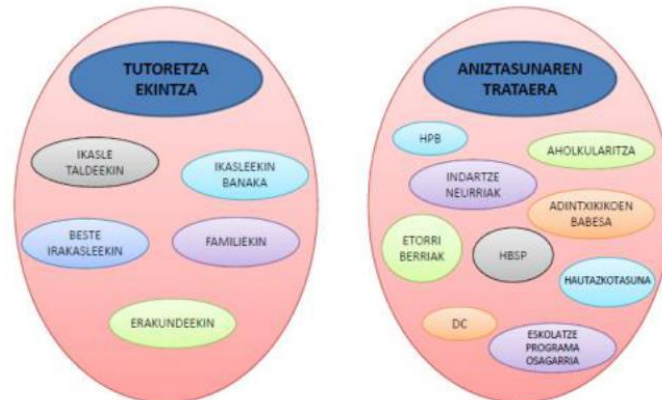 TUTORETZA
EKINTZA
IKASLE
TALDEEKIN
IKASLEEKIN
BANAKA
BESTE
IRAKASLEEKIN
FAMILIEKIN
ERAKUNDEEKIN
ANIZTASUNAREN
TRATAERA
HPB
AHOLKULARITZA
INDARTZE
NEURRIAK
ADINTXIKIKOEN
BABESA
ETORRI
BERRIAK
HBSP
HAUTAZKOTASUNA
DC
ESKOLATZE
PROGRAMA
OSAGARRIA